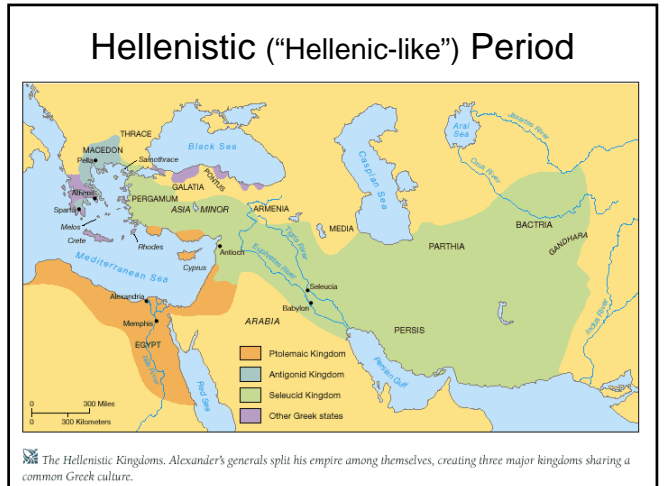 Hellenistic (“Hellenic-like”) Period
THRACE
MACEDON
Pella
Samothrace
Black Sea
Caspian Sea
Aral
Sea
Jaxartes River
Oxus River
PONTUS
GALATIA
Athens
PERGAMUM
Sparta
ASIA MINOR
ARMENIA
MEDIA
Melos
Crete
Rhodes
Mediterranean Sea
Cyprus
Antioch
Tigris River
Euphrates River
PARTHIA
BACTRIA
GANDHARA
Alexandria
Seleucia
Babylon
Memphis
EGYPT
Nile River
ARABIA
PERSIS
Indus River
Persian Gulf
Red Sea
Ptolemaic Kingdom
Antigonid Kingdom
Seleucid Kingdom
Other Greek states
0 300 Miles
0 300 Kilometers
The Hellenistic Kingdoms. Alexander's generals split his empire among themselves, creating three major kingdoms sharing a
common Greek culture.